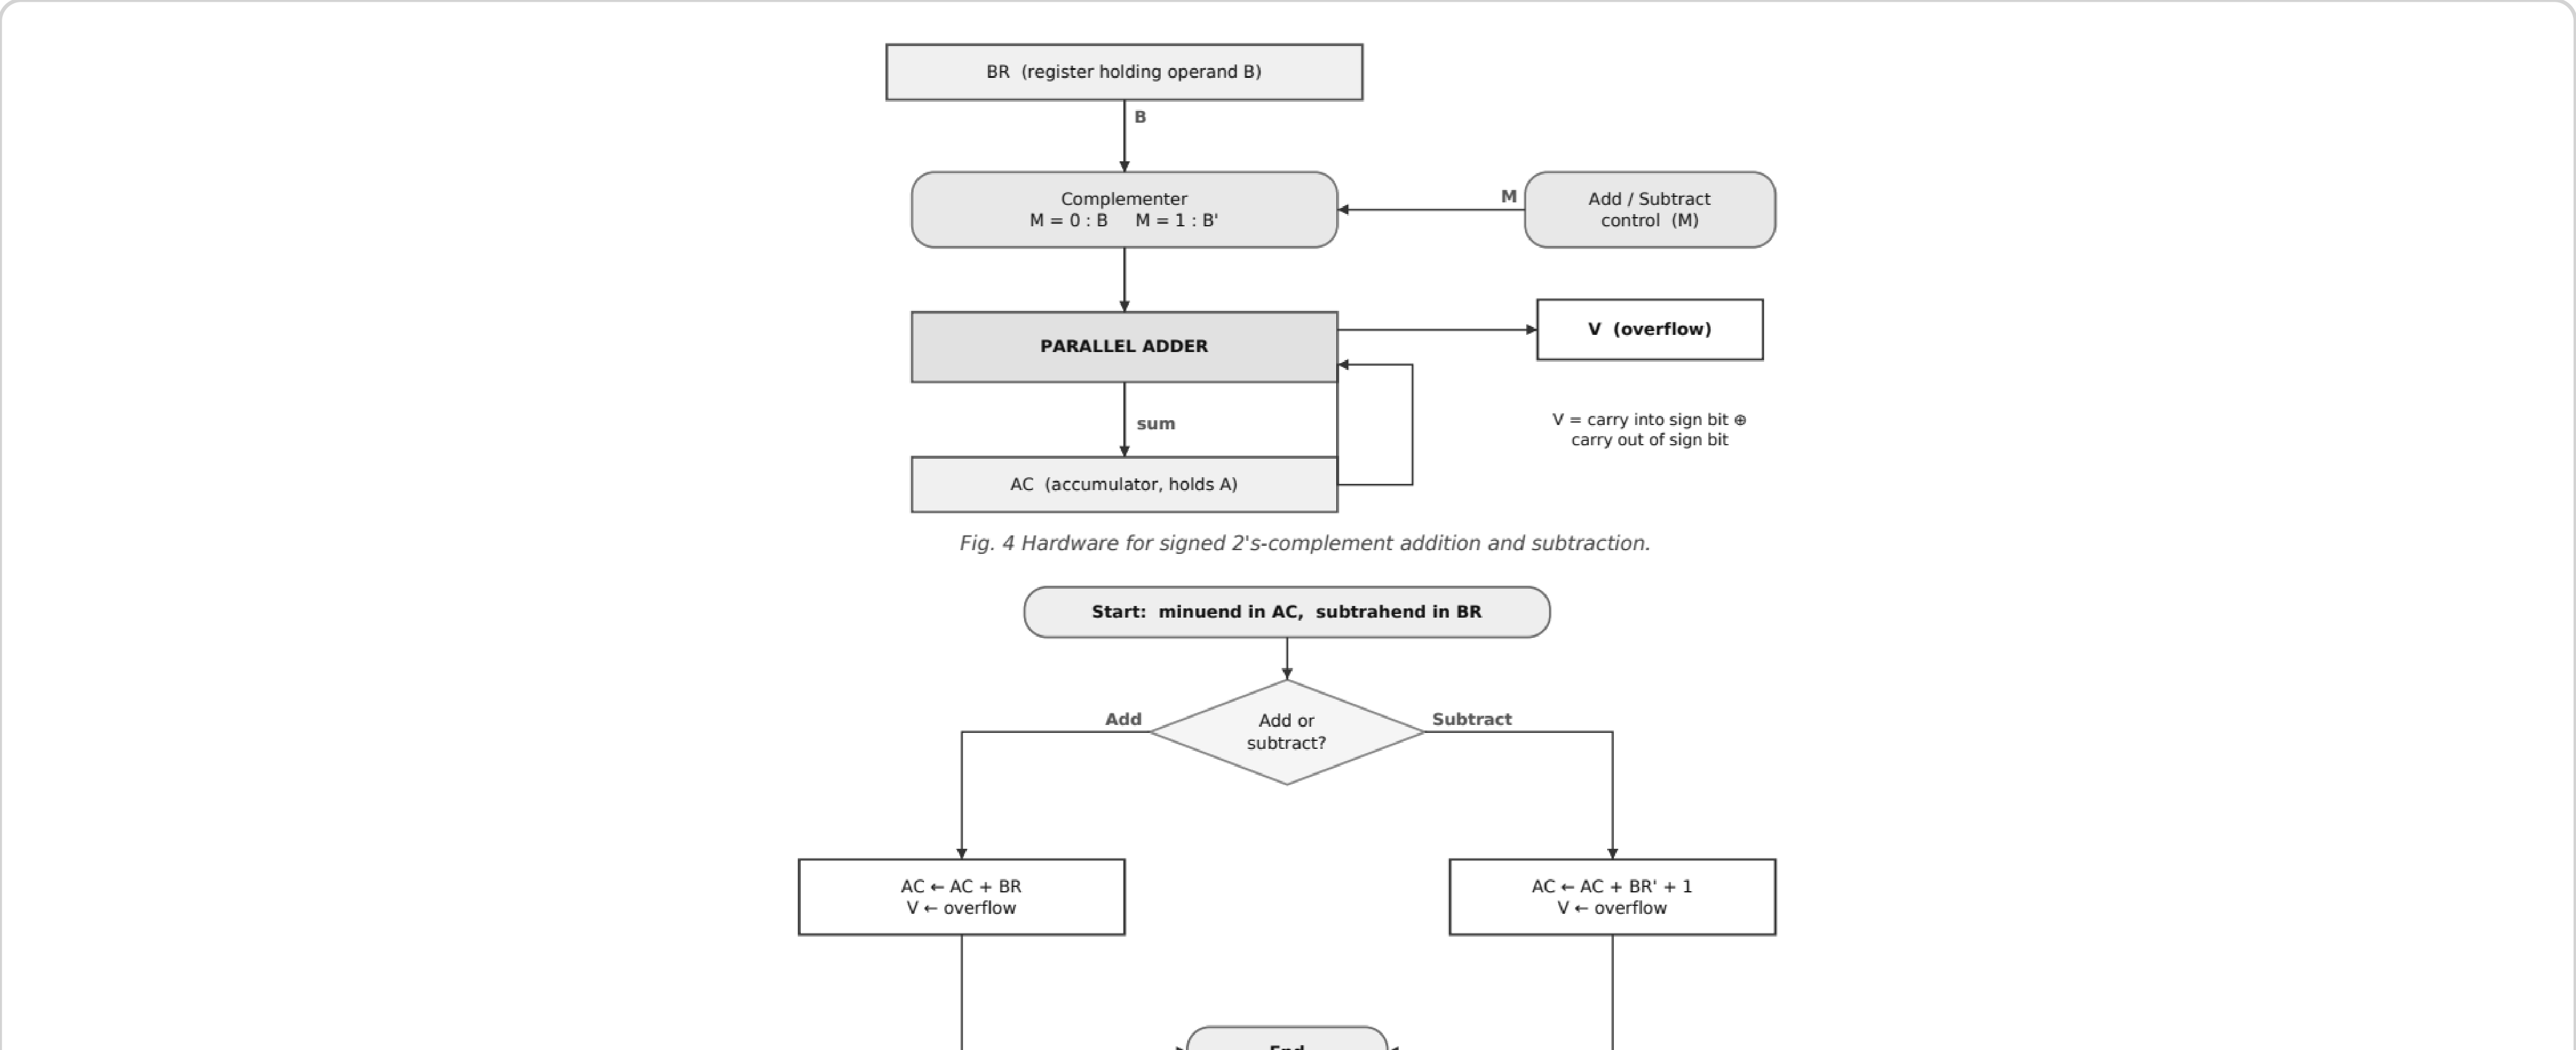 BR (register holding operand B)
B
Complementer
M = 0 : B M = 1 : B'
M
Add / Subtract
control (M)
PARALLEL ADDER
V (overflow)
sum
V = carry into sign bit ⊕
carry out of sign bit
AC (accumulator, holds A)
Fig. 4 Hardware for signed 2's-complement addition and subtraction.
Start: minuend in AC, subtrahend in BR
Add
Add or
subtract?
Subtract
AC ← AC + BR
V ← overflow
AC ← AC + BR' + 1
V ← overflow
End